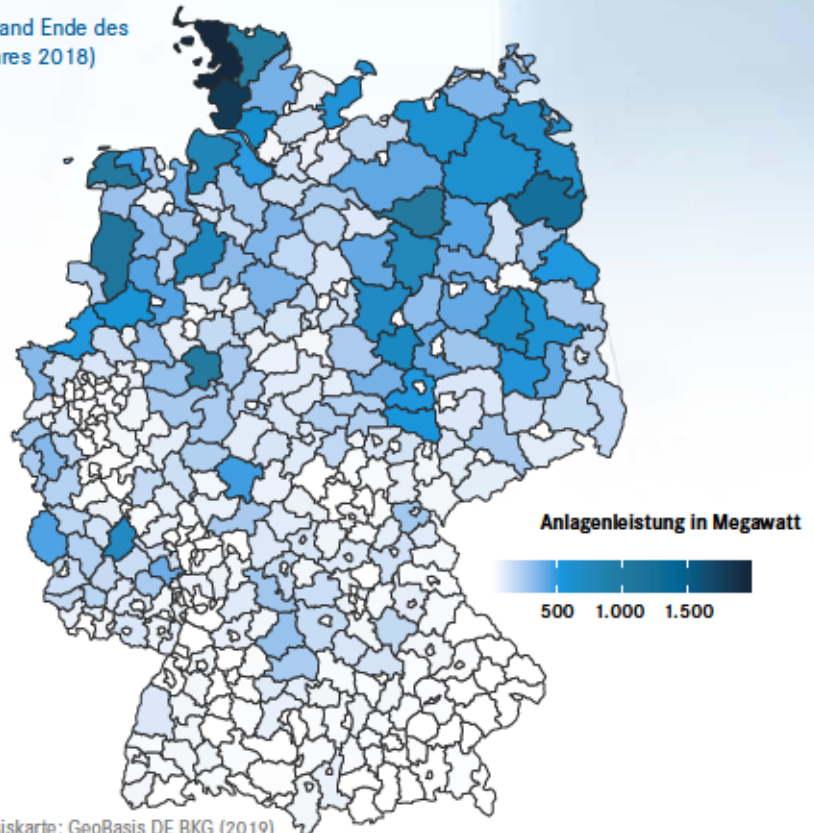 and Ende des
res 2018)
Anlagenleistung in Megawatt
500 1.000 1.500
iskarte: GeoBasis DE BKG (2019)